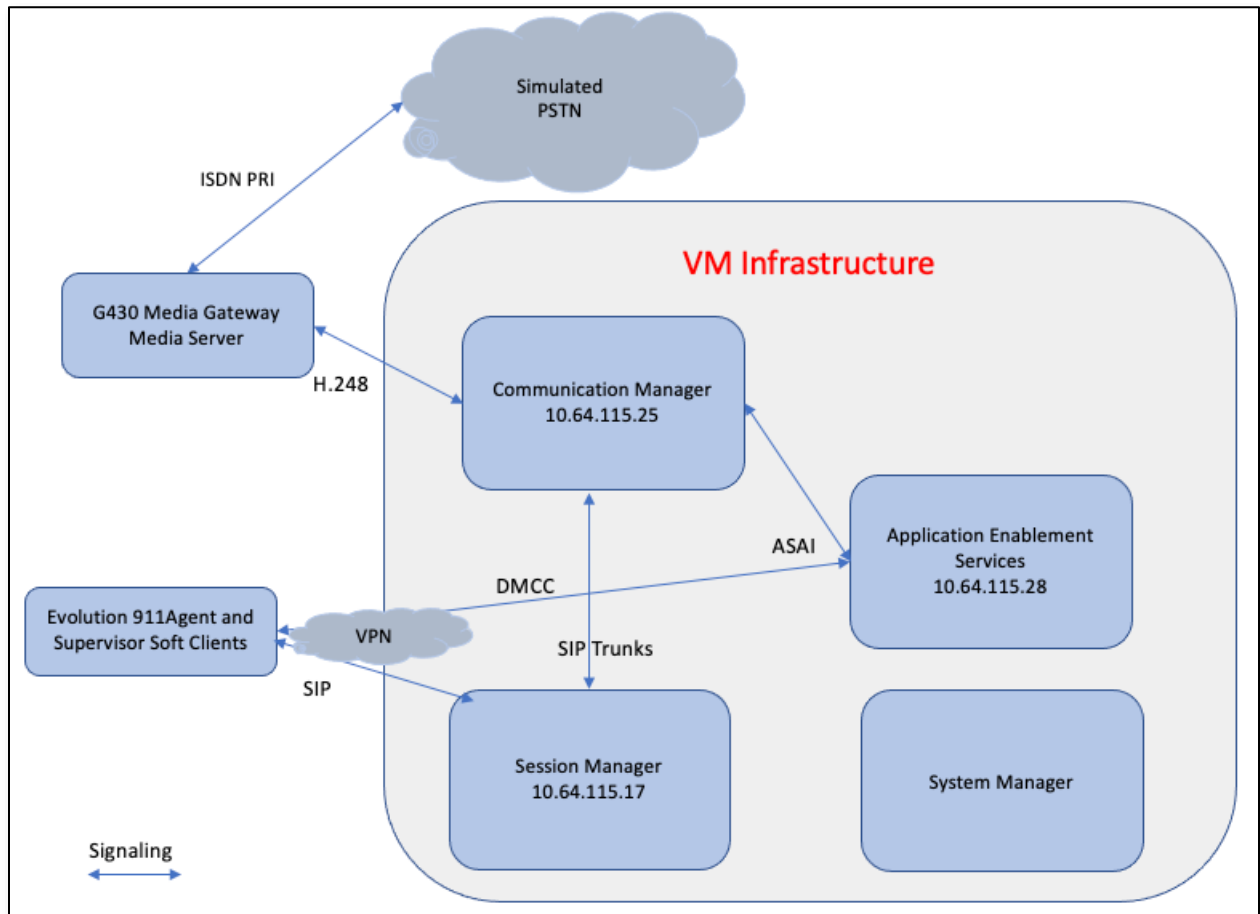 Simulated
PSTN
ISDN PRI
VM Infrastructure
G430 Media Gateway
Media Server
H.248
Communication Manager
10.64.115.25
Application Enablement
Services
10.64.115.28
ASAI
DMCC
Evolution 911Agent and
Supervisor Soft Clients
VPN
SIP Trunks
SIP
Session Manager
10.64.115.17
System Manager
Signaling